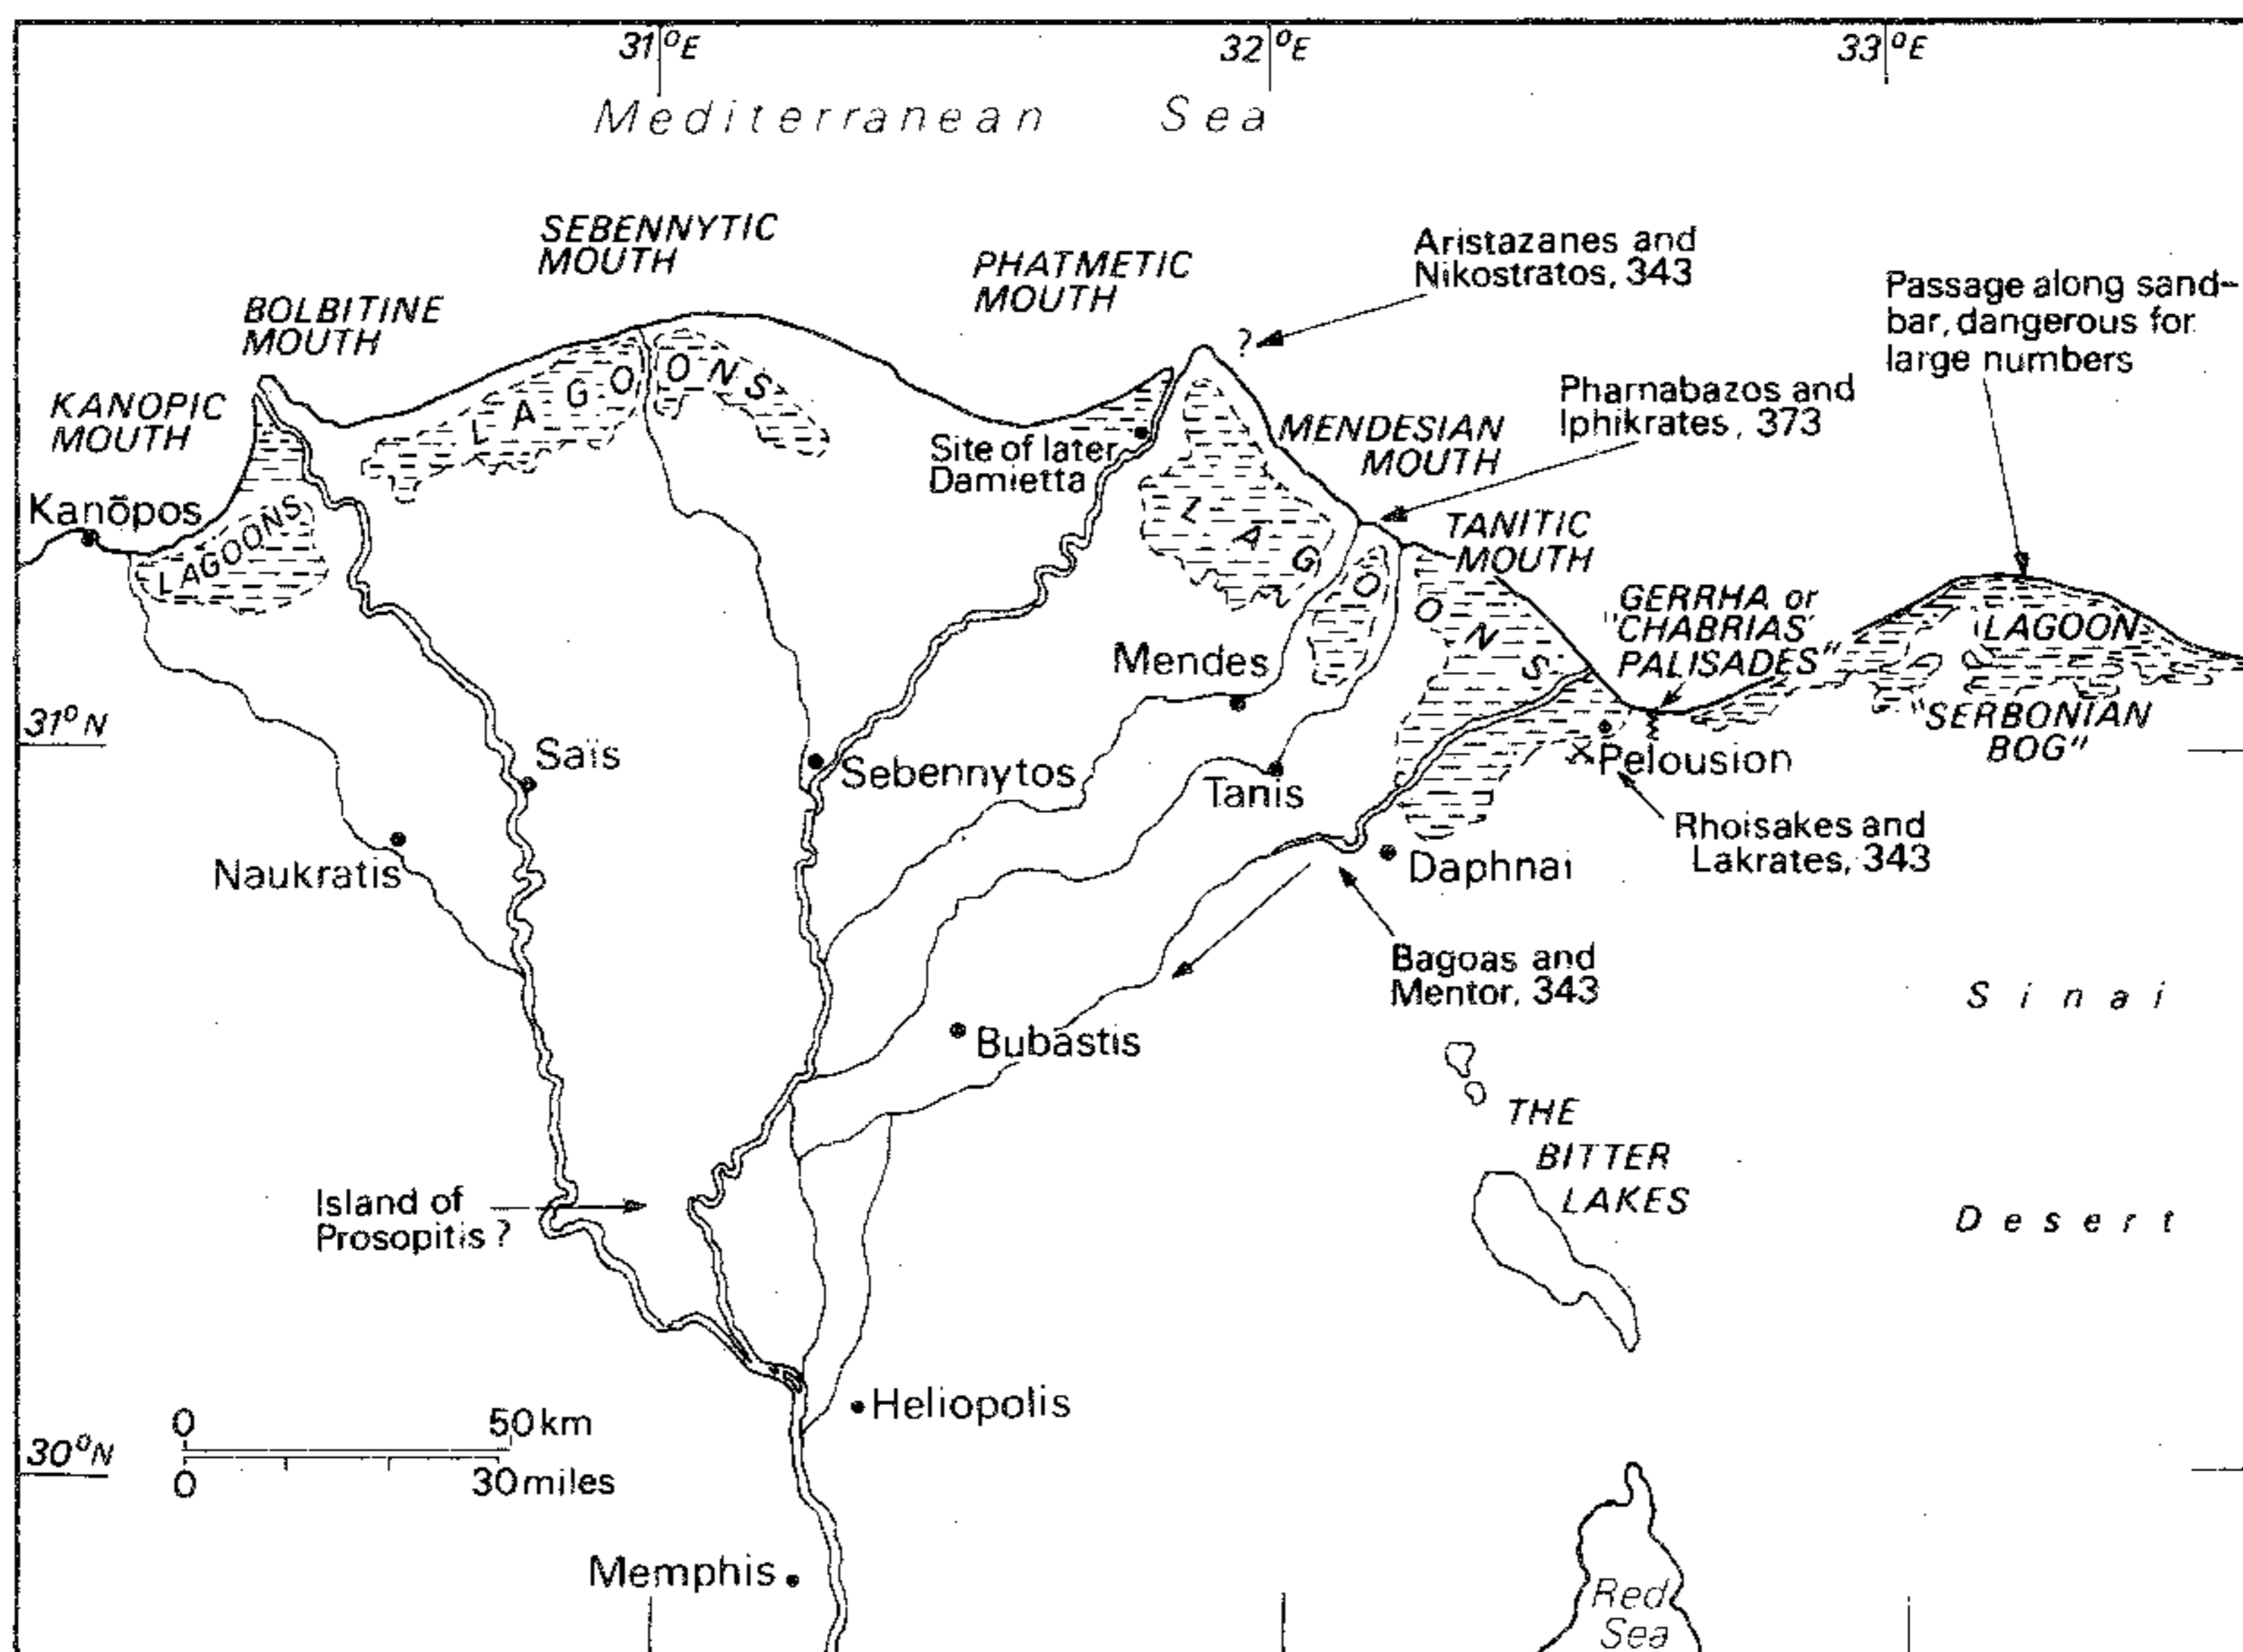 31°E
32°E
33°E
Mediterranean Sea
SEBENNYTIC
MOUTH
PHATMETIC
MOUTH
Aristazanes and
Nikostratos, 343
Passage along sand-
bar, dangerous for
large numbers
BOLBITINE
MOUTH
?
KANOPIC
MOUTH
LAGOONS
Pharnabazos and
Iphikrates, 373
MENDESIAN
MOUTH
Site of later
Damietta
Kanōpos
LAGOONS
LAGOONS
TANITIC
MOUTH
GERRHA or
"CHABRIAS'
PALISADES"
LAGOON
"SERBONIAN
BOG"
Mendes
31°N
Saïs
Sebennytos
Tanis
Pelousion
Rhoisakes and
Lakrates, 343
Naukratis
Daphnai
Bagoas and
Mentor, 343
Sinai
Desert
Bubastis
THE
BITTER
LAKES
Island of
Prosopitis ?
Heliopolis
0 50 km
30°N
0 30 miles
Memphis
Red
Sea